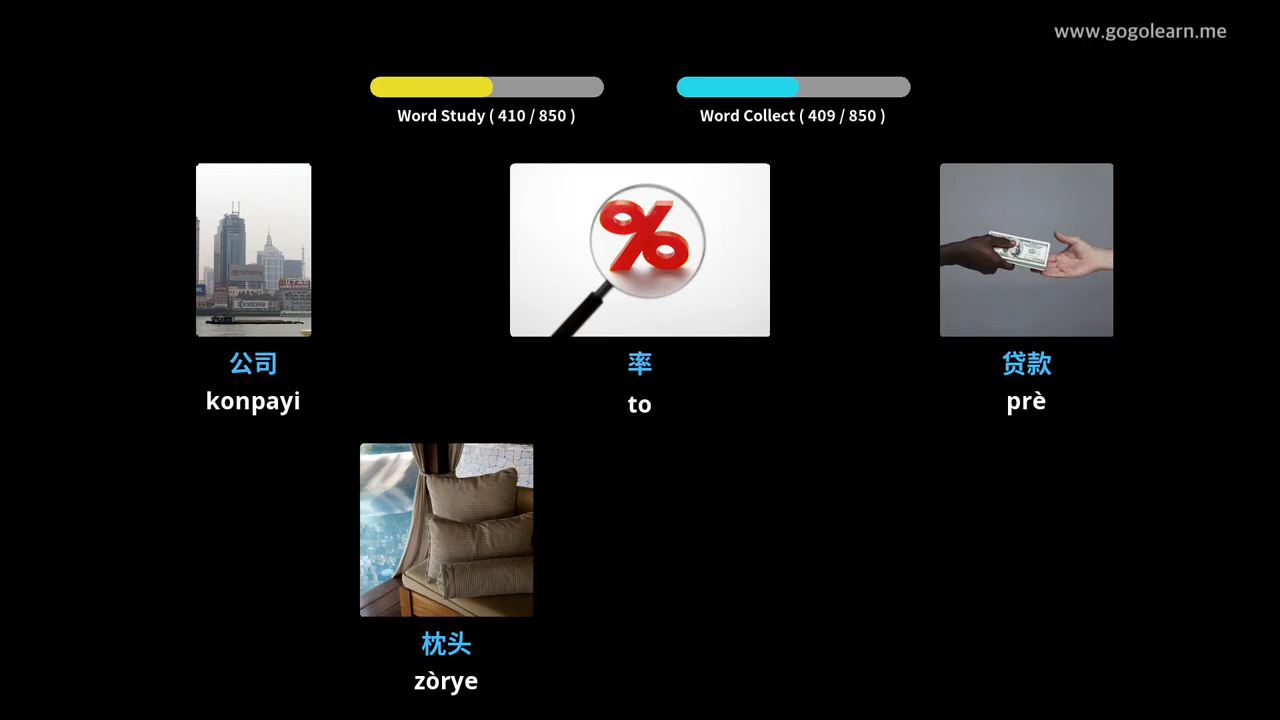 www.gogolearn.me
Word Study ( 410 / 850 )
Word Collect ( 409 / 850 )
TOYOTA
%
公司
konpayi
率
to
贷款
prè
枕头
zòrye